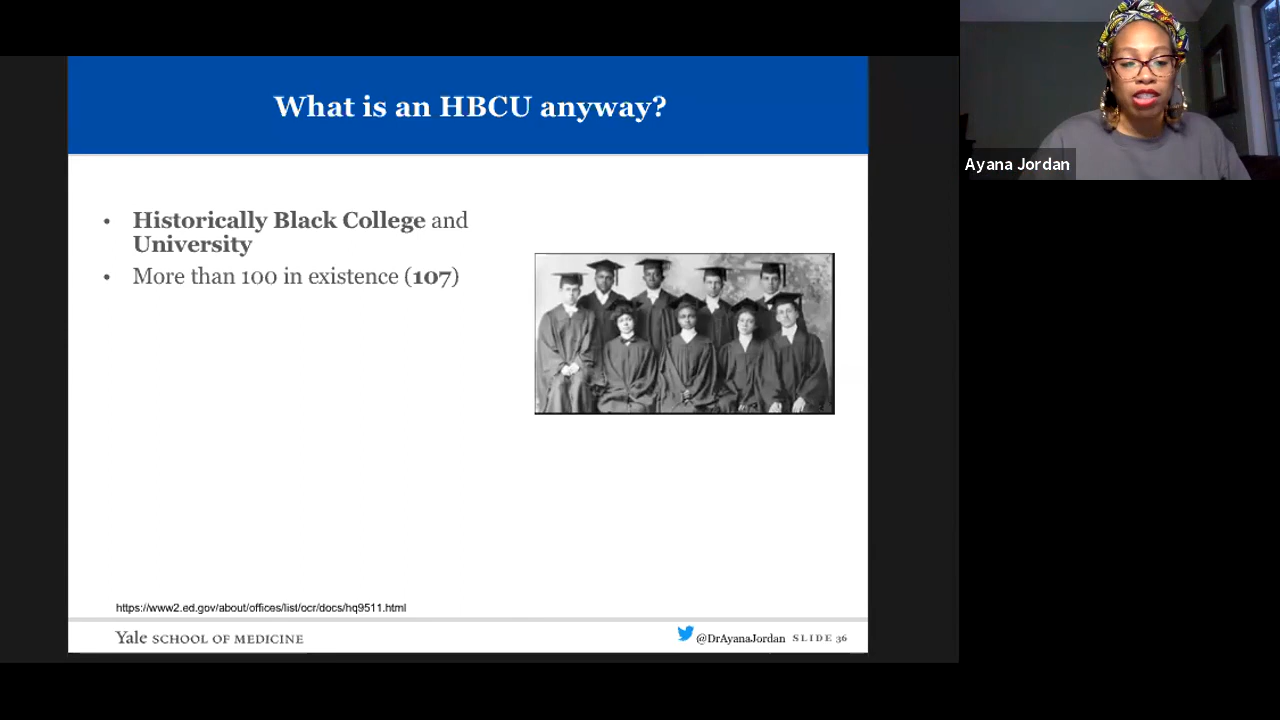 What is an HBCU anyway?
Ayana Jordan
• Historically Black College and
University
• More than 100 in existence (107)
https://www2.ed.gov/about/offices/list/ocr/docs/hq9511.html
Yale SCHOOL OF MEDICINE
@DrAyanaJordan SLIDE 36